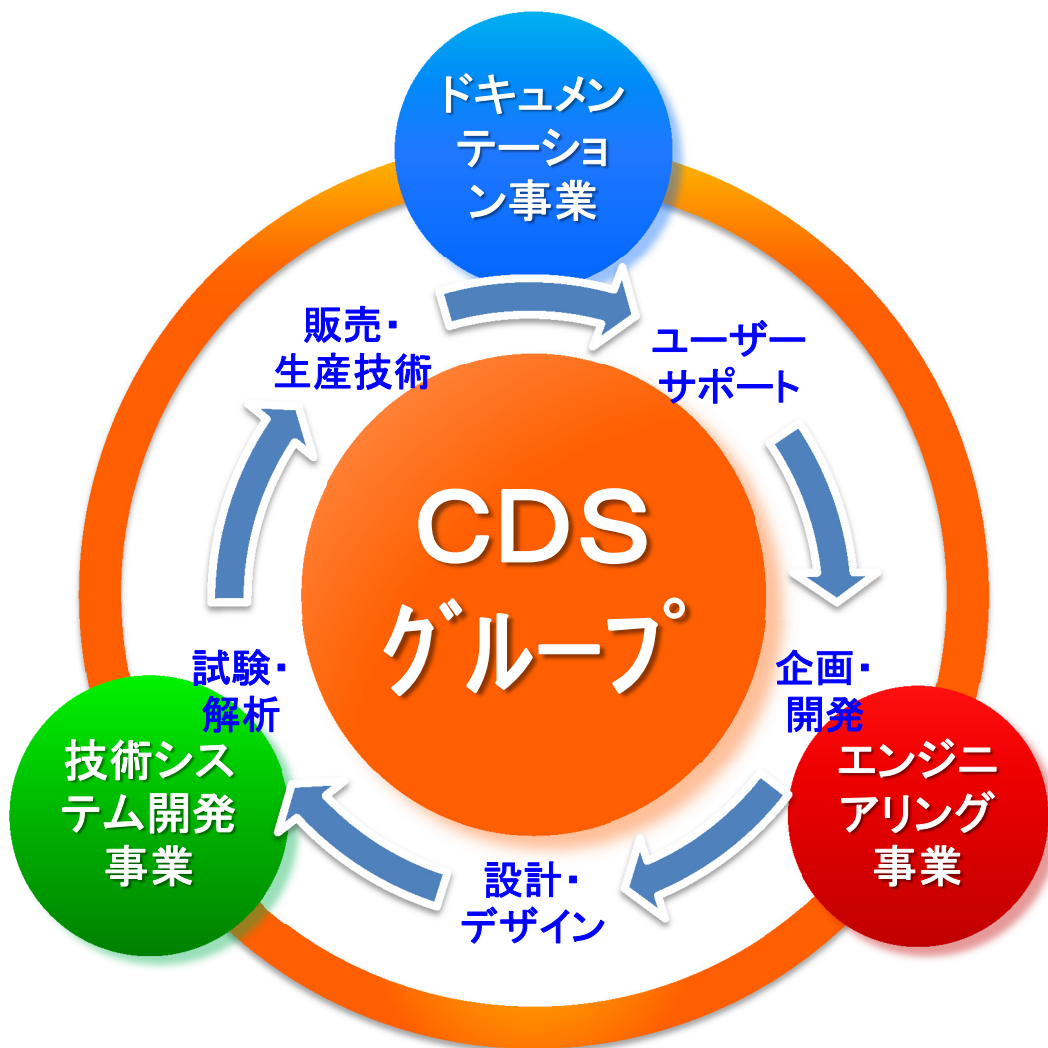 ドキュメン
テーショ
ン事業
販売・
生産技術
ユーザー
サポート
CDS
グループ
試験・
解析
企画・
開発
技術シス
テム開発
事業
エンジニ
アリング
事業
設計・
デザイン